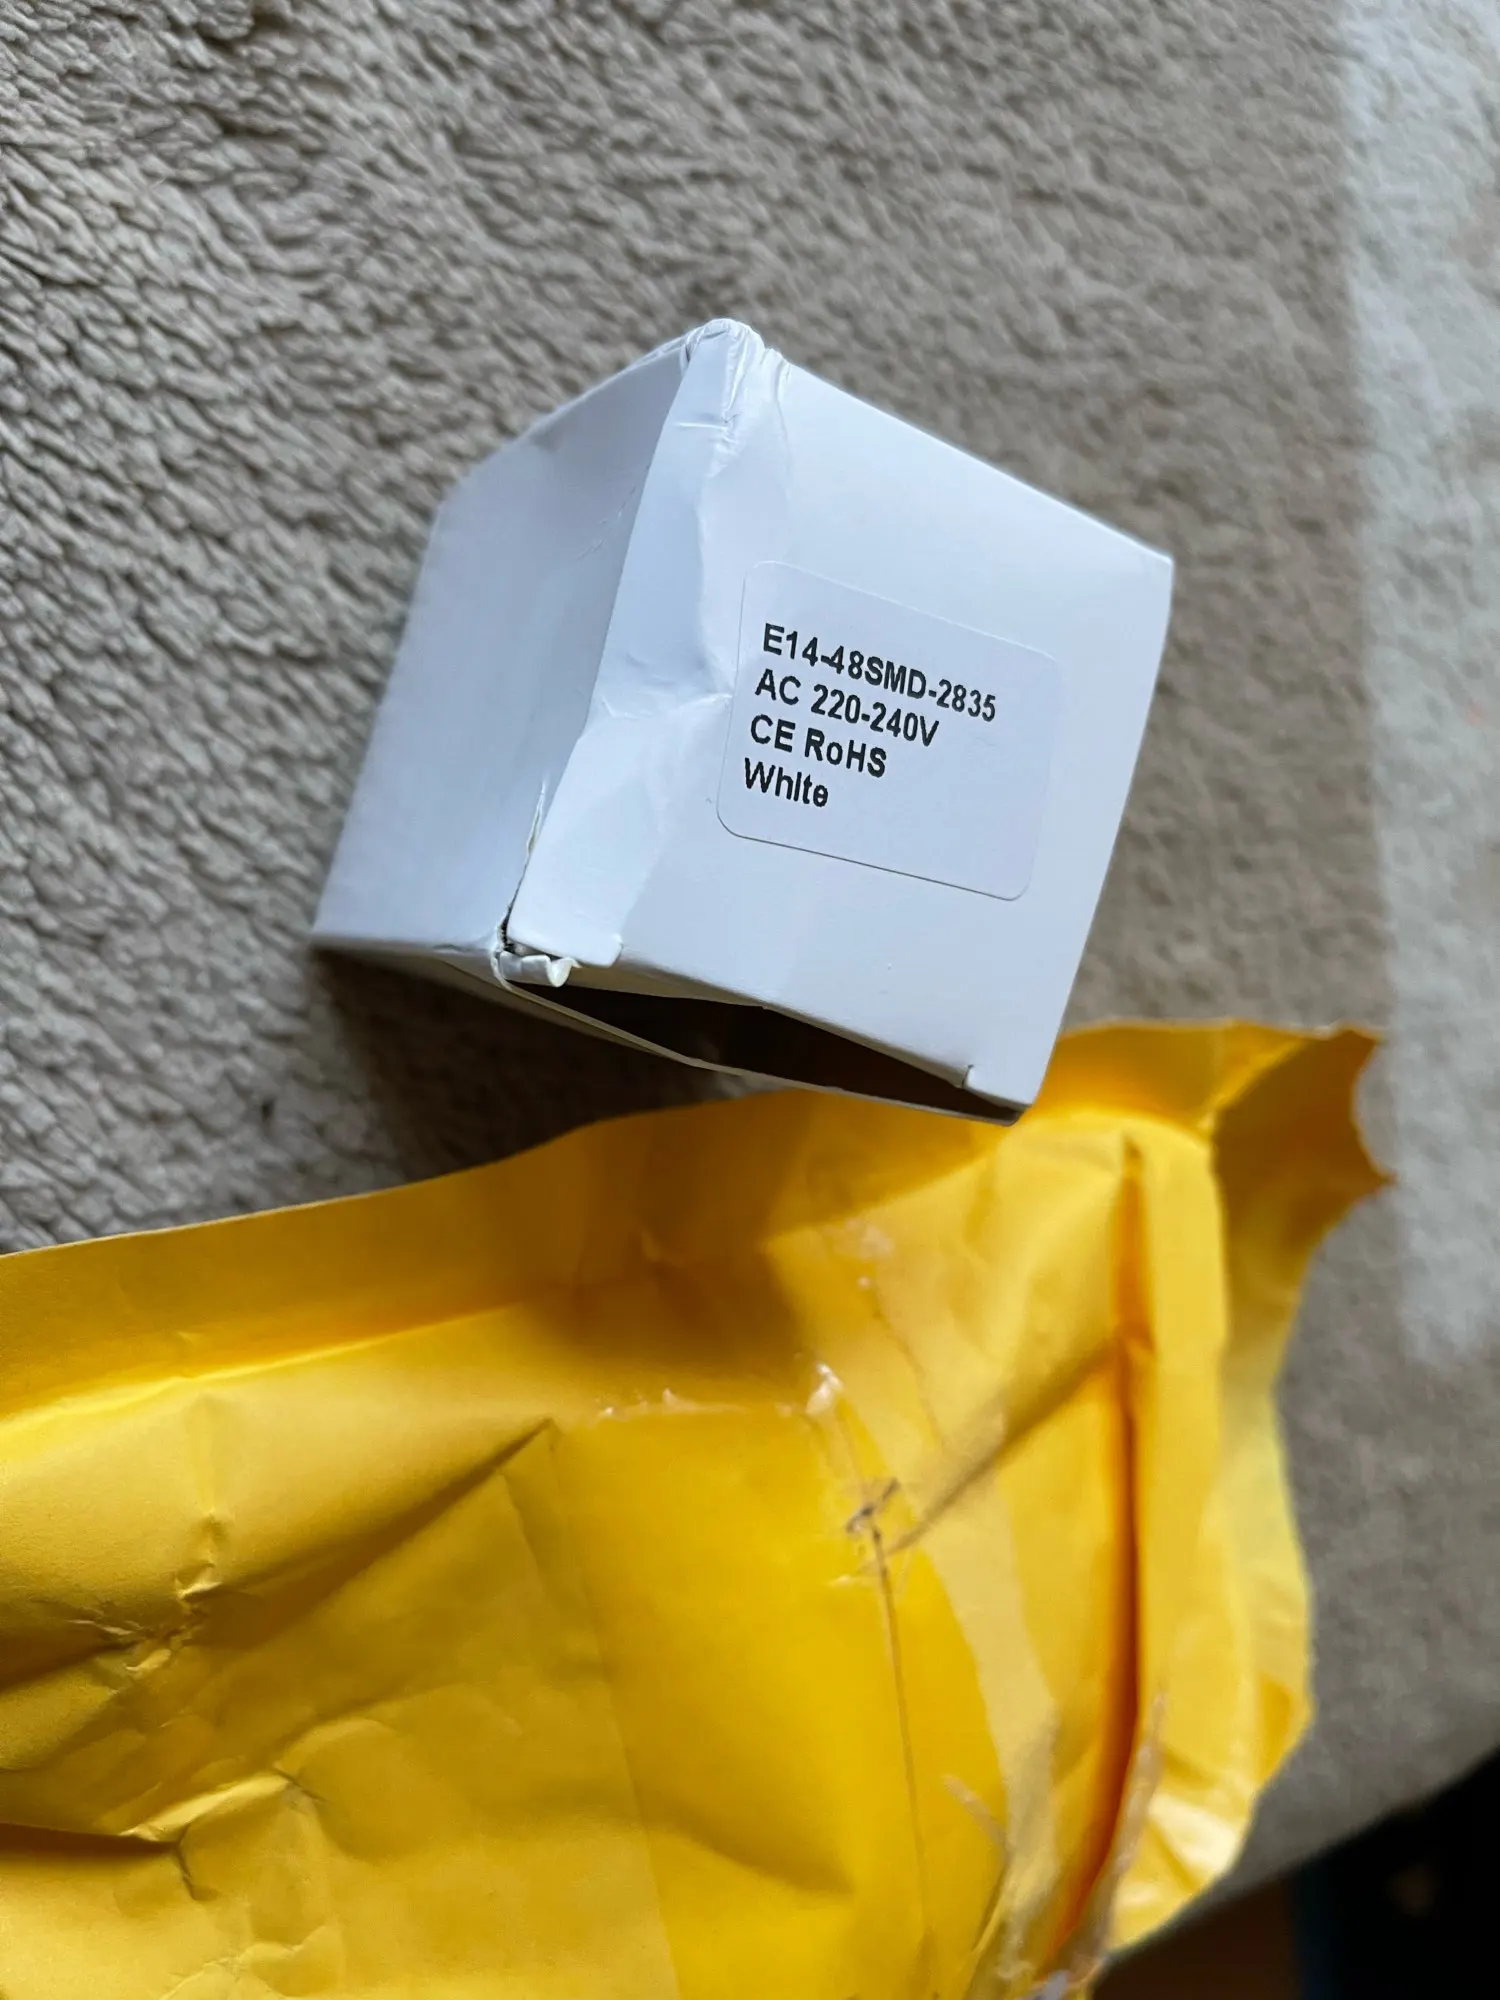 E14-48SMD-2835
AC 220-240V
CE RoHS
White